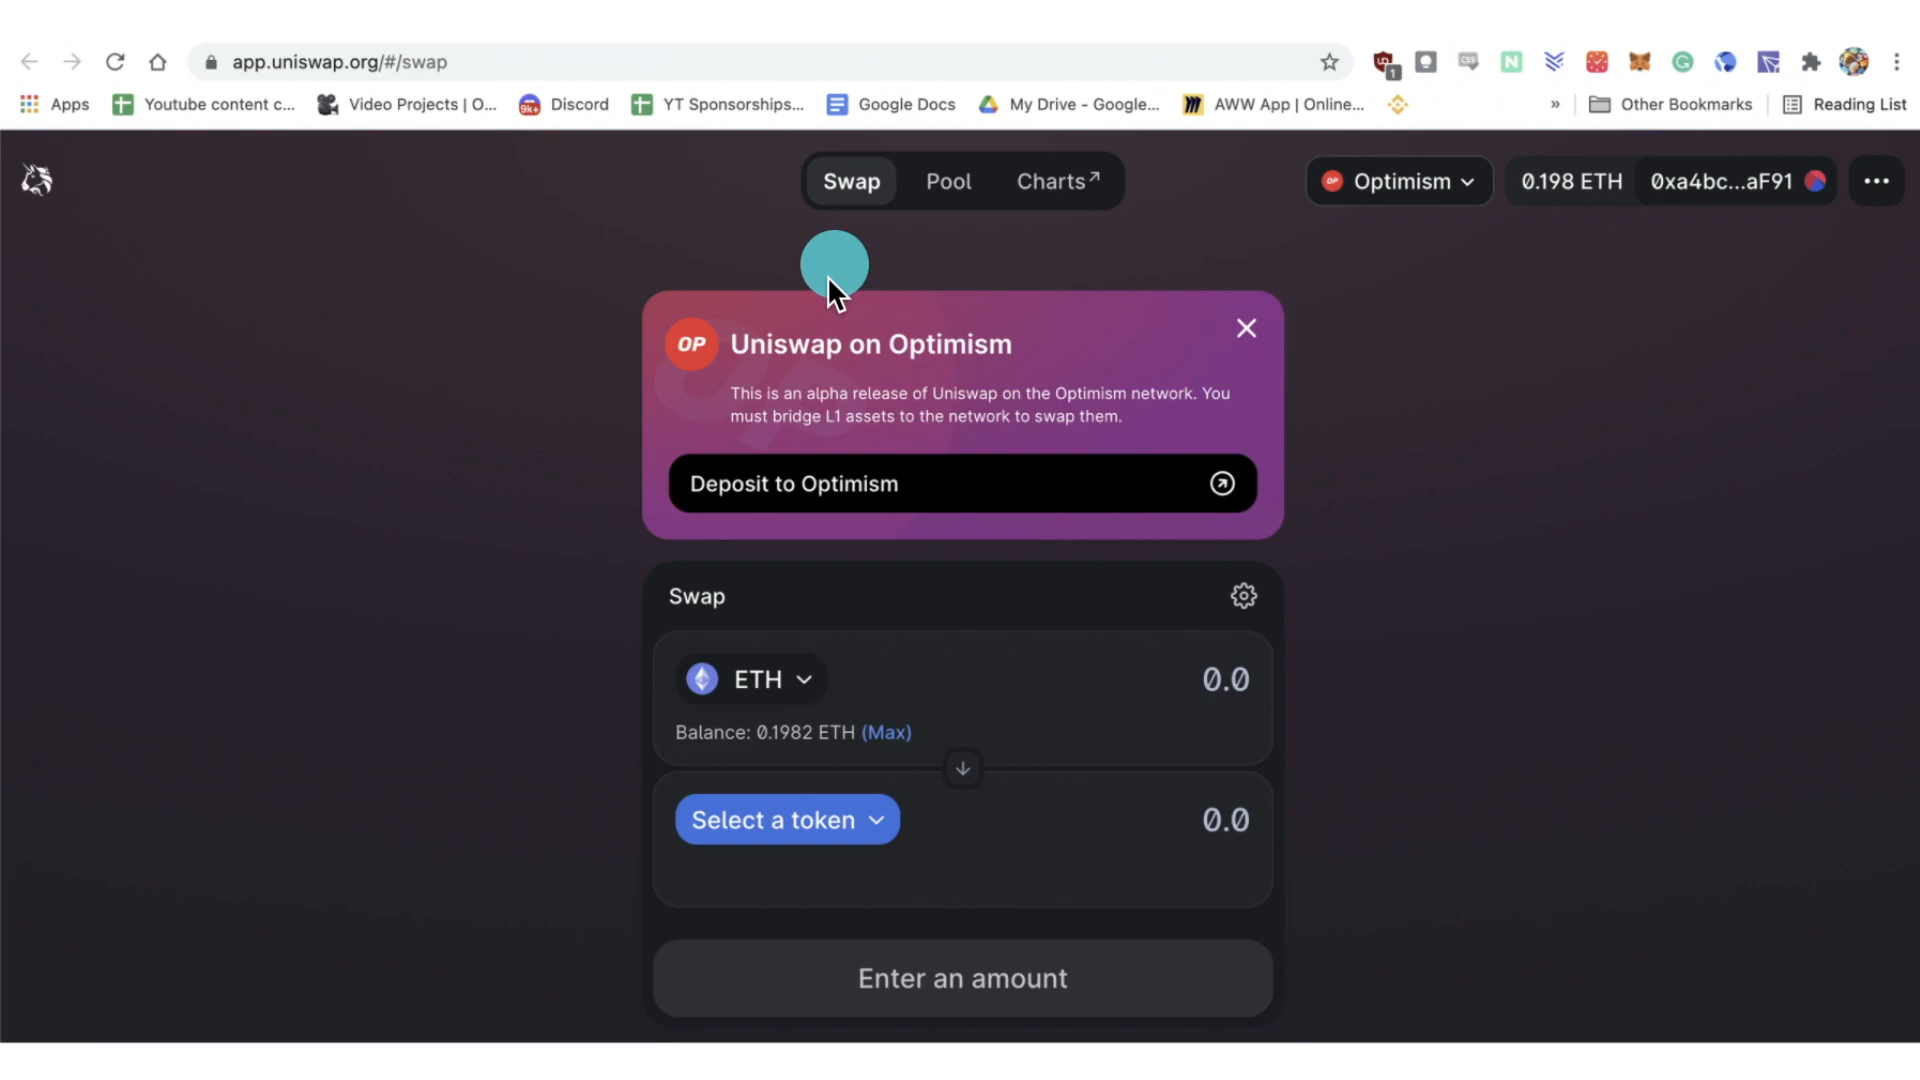 app.uniswap.org/#/swap
1
Apps
Youtube content c...
Video Projects | O...
9k+
Discord
YT Sponsorships...
Google Docs
My Drive - Google...
AWW App | Online...
»
Other Bookmarks
Reading List
Swap
Pool
Charts↗
OP
Optimism
0.198 ETH
0xa4bc...aF91
OP
Uniswap on Optimism
This is an alpha release of Uniswap on the Optimism network. You
must bridge L1 assets to the network to swap them.
Deposit to Optimism
Swap
ETH
0.0
Balance: 0.1982 ETH (Max)
Select a token
0.0
Enter an amount